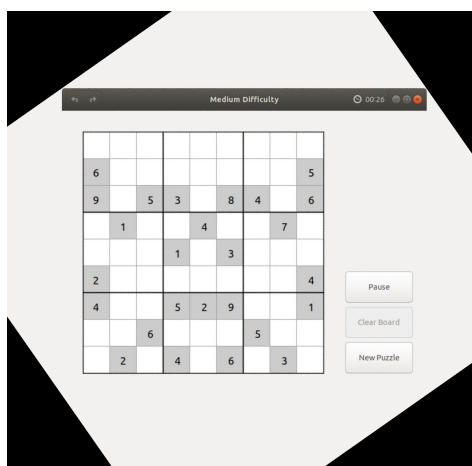 Medium Difficulty 00:26
6 5
9 5 3 8 4 6
1 4 7
1 3
2 4
4 5 2 9 1
6 5
2 4 6 3
Pause
Clear Board
New Puzzle